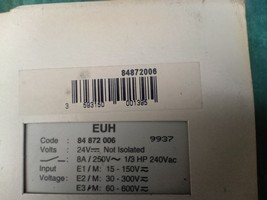 84872006
3 593150 001395
EUH
Code : 84 872 006 9937
Volts : 24V⎓ Not Isolated
: 8A / 250V~ 1/3 HP 240Vac
Input E1 / M: 15 - 150V⎓
Voltage: E2 / M: 30 - 300V⎓
E3 / M: 60 - 600V⎓